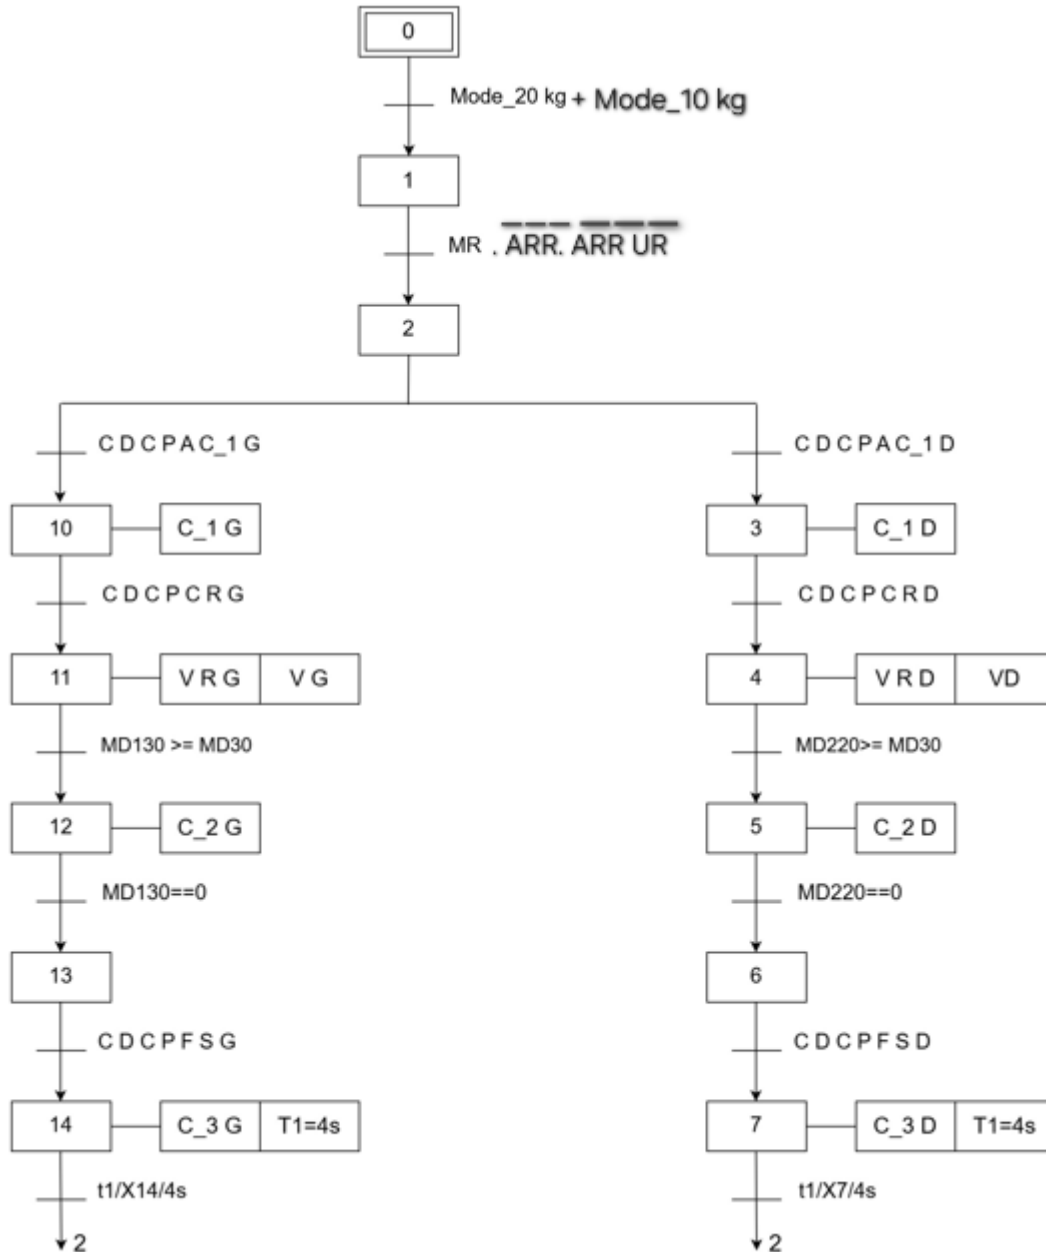 0
Mode_20 kg + Mode_10 kg
1
MR . ARR. ARR UR
2
C D C P A C_1 G
C D C P A C_1 D
10
C_1 G
3
C_1 D
C D C P C R G
C D C P C R D
11
V R G
V G
4
V R D
VD
MD130 >= MD30
MD220>= MD30
12
C_2 G
5
C_2 D
MD130==0
MD220==0
13
6
C D C P F S G
C D C P F S D
14
C_3 G
T1=4s
7
C_3 D
T1=4s
t1/X14/4s
t1/X7/4s
2
2